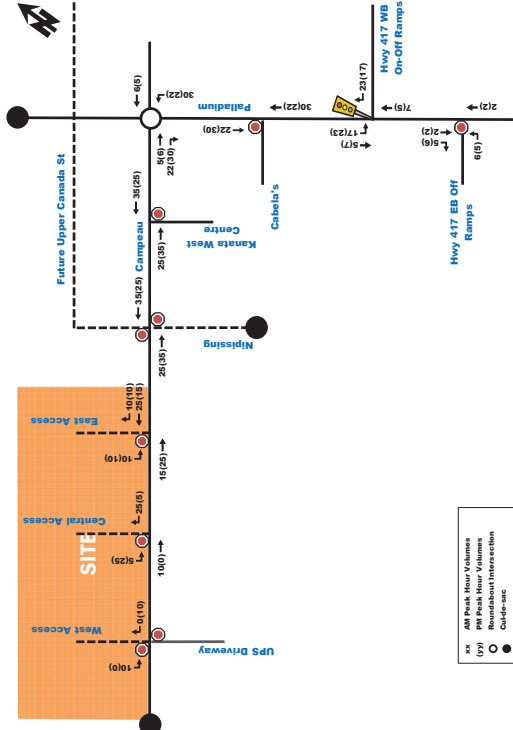 N
Future Upper Canada St
6(5)
30(22)
Palladium
5(6)
22(30)
35(25)
Campeau
Kanata West
Centre
25(35)
30(22)
22(30)
Cabela's
23(17)
Hwy 417 WB
On-Off Ramps
17(23)
5(7)
7(5)
2(2)
2(2)
5(6)
6(5)
Hwy 417 EB Off
Ramps
35(25)
25(35)
Nipissing
East Access
10(10)
25(15)
10(10)
15(25)
Central Access
25(5)
SITE
5(25)
10(0)
West Access
0(10)
10(0)
UPS Driveway
xx AM Peak Hour Volumes
(yy) PM Peak Hour Volumes
Roundabout Intersection
Cul-de-sac